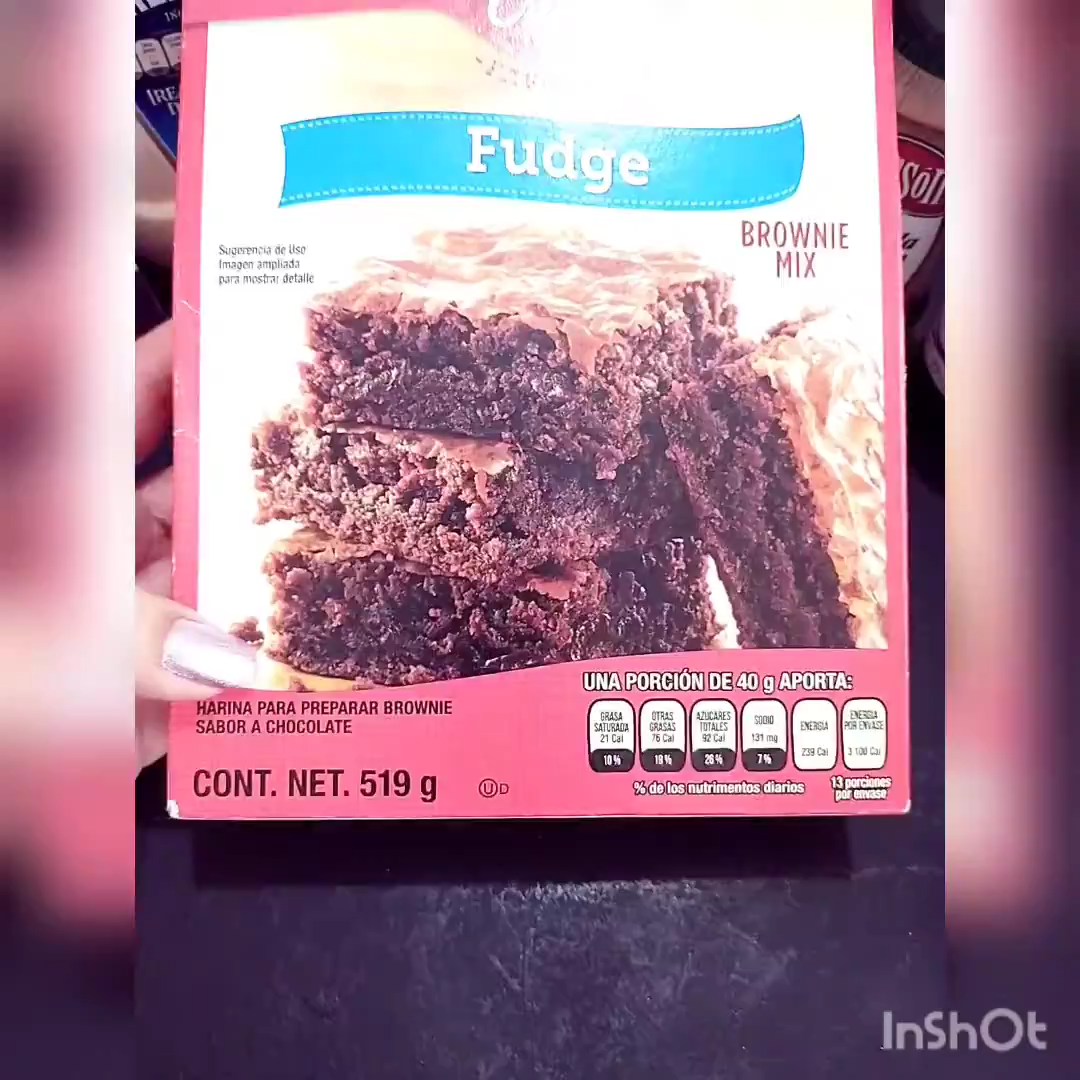 Fudge
BROWNIE
MIX
Sugerencia de Uso
Imagen ampliada
para mostrar detalle
UNA PORCIÓN DE 40 g APORTA:
GRASA
SATURADA
21 Cal
10 %
OTRAS
GRASAS
76 Cal
19 %
AZÚCARES
TOTALES
92 Cal
26 %
SODIO
131 mg
7 %
ENERGÍA
239 Cal
ENERGÍA
POR ENVASE
3 100 Cal
% de los nutrimentos diarios
13 porciones
por envase
HARINA PARA PREPARAR BROWNIE
SABOR A CHOCOLATE
CONT. NET. 519 g
U D
InShOt